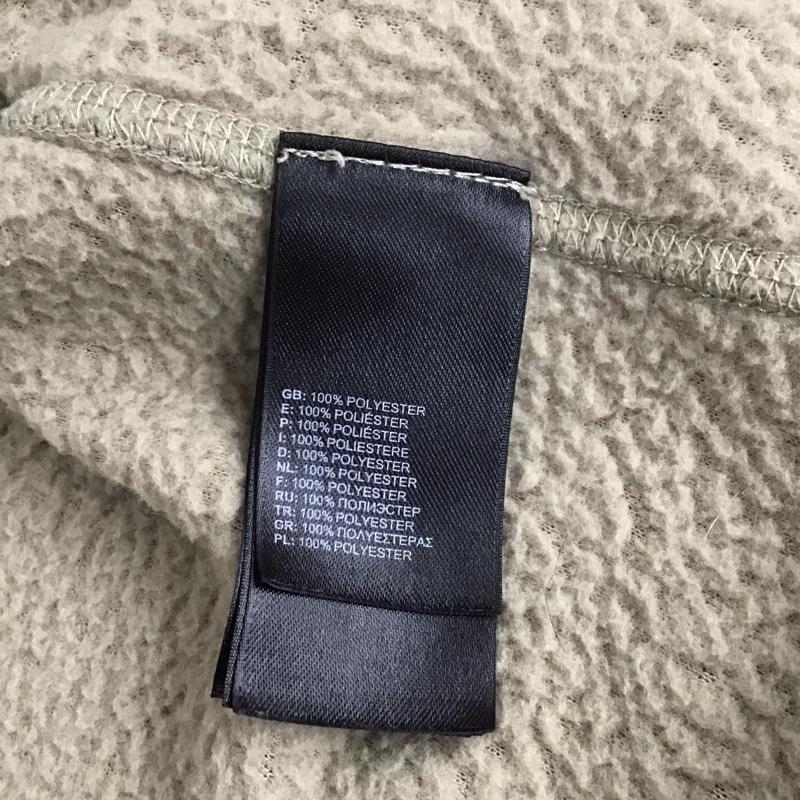 GB: 100% POLYESTER
E: 100% POLIÉSTER
P: 100% POLIÉSTER
I: 100% POLIESTERE
D: 100% POLYESTER
NL: 100% POLYESTER
F: 100% POLYESTER
RU: 100% ПОЛИЭСТЕР
TR: 100% POLYESTER
GR: 100% ΠΟΛΥΕΣΤΕΡΑΣ
PL: 100% POLYESTER